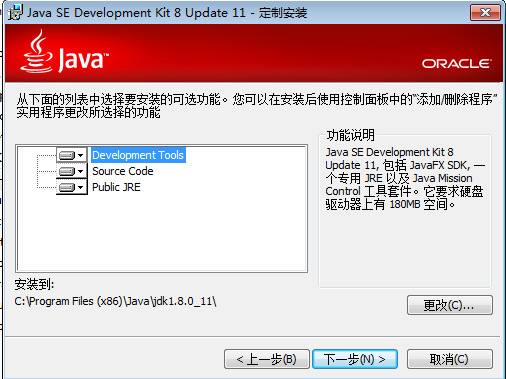 Java SE Development Kit 8 Update 11 - 定制安装
Java™
ORACLE
从下面的列表中选择要安装的可选功能。您可以在安装后使用控制面板中的“添加/删除程序”
实用程序更改所选择的功能
功能说明
Development Tools
Source Code
Public JRE
Java SE Development Kit 8
Update 11, 包括 JavaFX SDK, 一
个专用 JRE 以及 Java Mission
Control 工具套件。它要求硬盘
驱动器上有 180MB 空间。
安装到:
C:\Program Files (x86)\Java\jdk1.8.0_11\
更改(C)...
< 上一步(B)
下一步(N) >
取消(C)